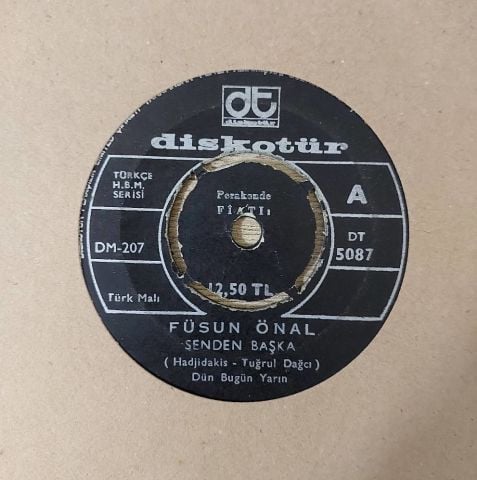 dt
diskotür
diskotür
TÜRKÇE
H.B.M.
SERİSİ
Perakende
FİATI:
A
DM-207
DT
5087
12,50 TL
Türk Malı
FÜSUN ÖNAL
SENDEN BAŞKA
( Hadjidakis - Tuğrul Dağcı )
Dün Bugün Yarın